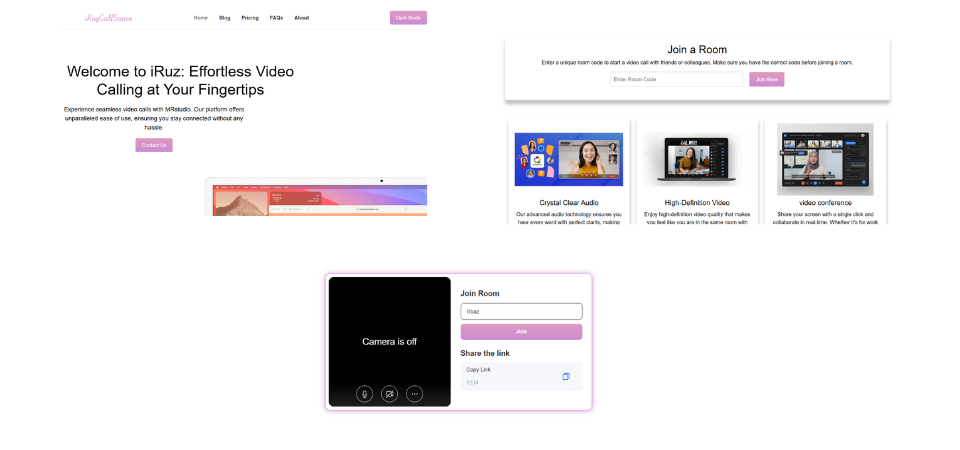 iRuzCallSance
Home Blog Pricing FAQs About
Dark Mode
Welcome to iRuz: Effortless Video
Calling at Your Fingertips
Experience seamless video calls with MRstudio. Our platform offers
unparalleled ease of use, ensuring you stay connected without any
hassle.
Contact Us
Join a Room
Enter a unique room code to start a video call with friends or colleagues. Make sure you have the correct code before joining a room.
Enter Room Code
Join Now
Crystal Clear Audio
Our advanced audio technology ensures you
hear every word with perfect clarity, making
High-Definition Video
Enjoy high-definition video quality that makes
you feel like you are in the same room with
video conference
Share your screen with a single click and
collaborate in real-time. Whether it's for work
Camera is off
Join Room
Irbaz
Join
Share the link
Copy Link
1234